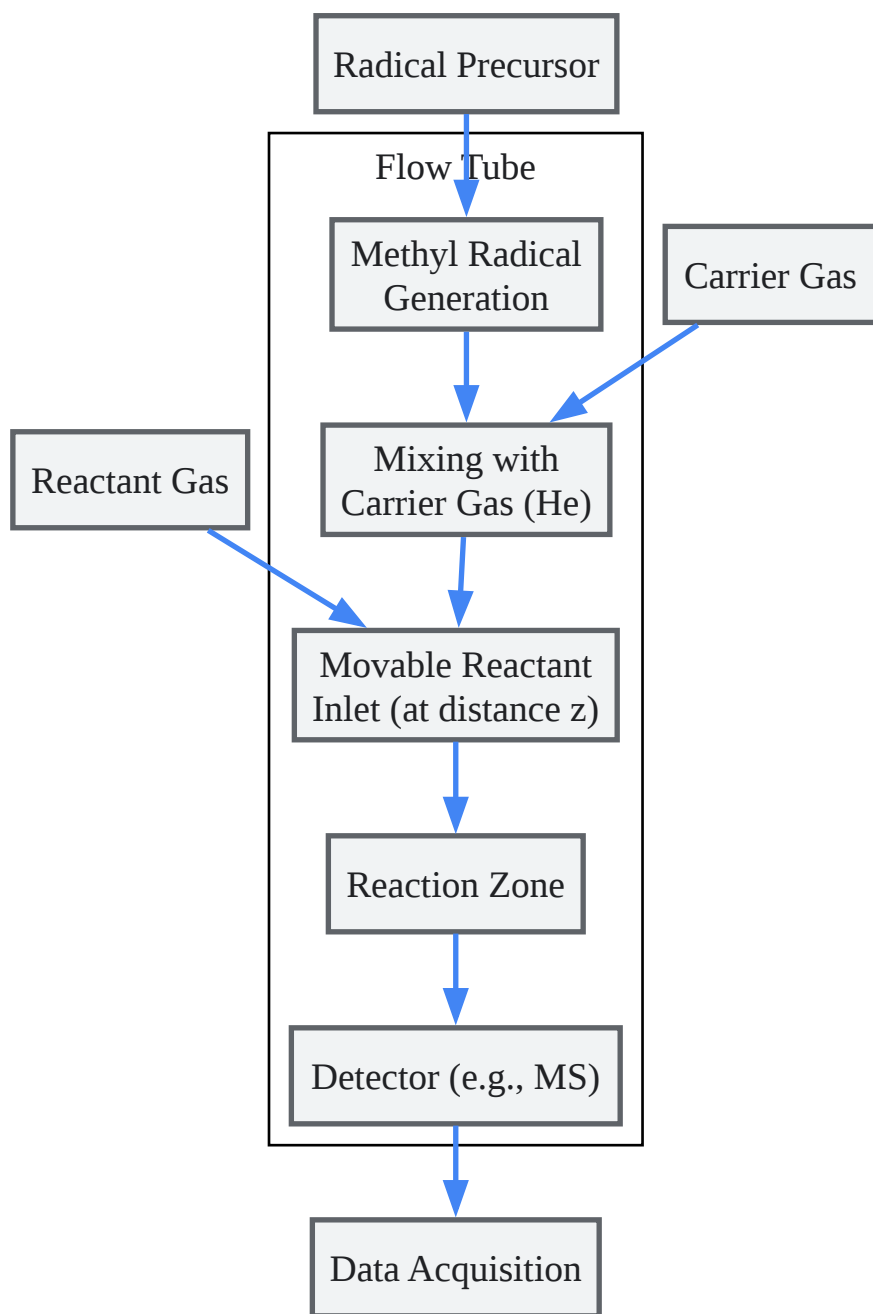 Radical Precursor
Flow Tube
Methyl Radical
Generation
Carrier Gas
Mixing with
Carrier Gas (He)
Reactant Gas
Movable Reactant
Inlet (at distance z)
Reaction Zone
Detector (e.g., MS)
Data Acquisition